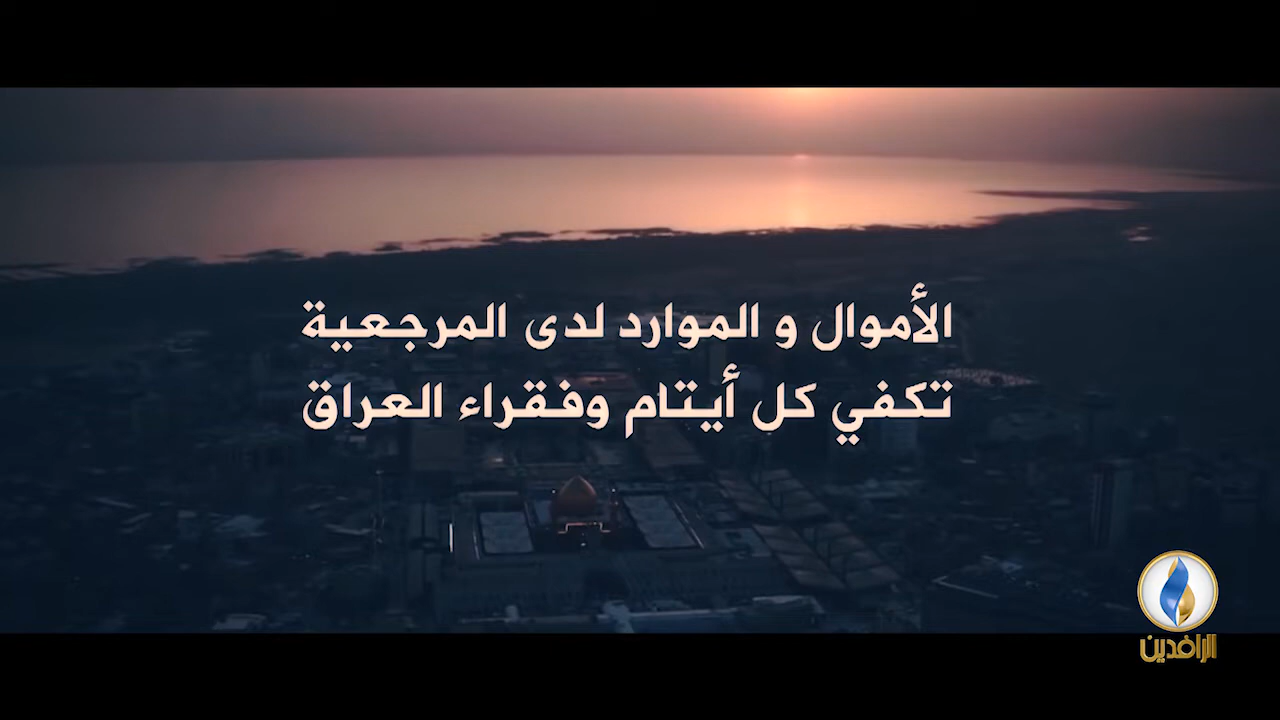 الأموال و الموارد لدى المرجعية
تكفي كل أيتام وفقراء العراق
الرافدين